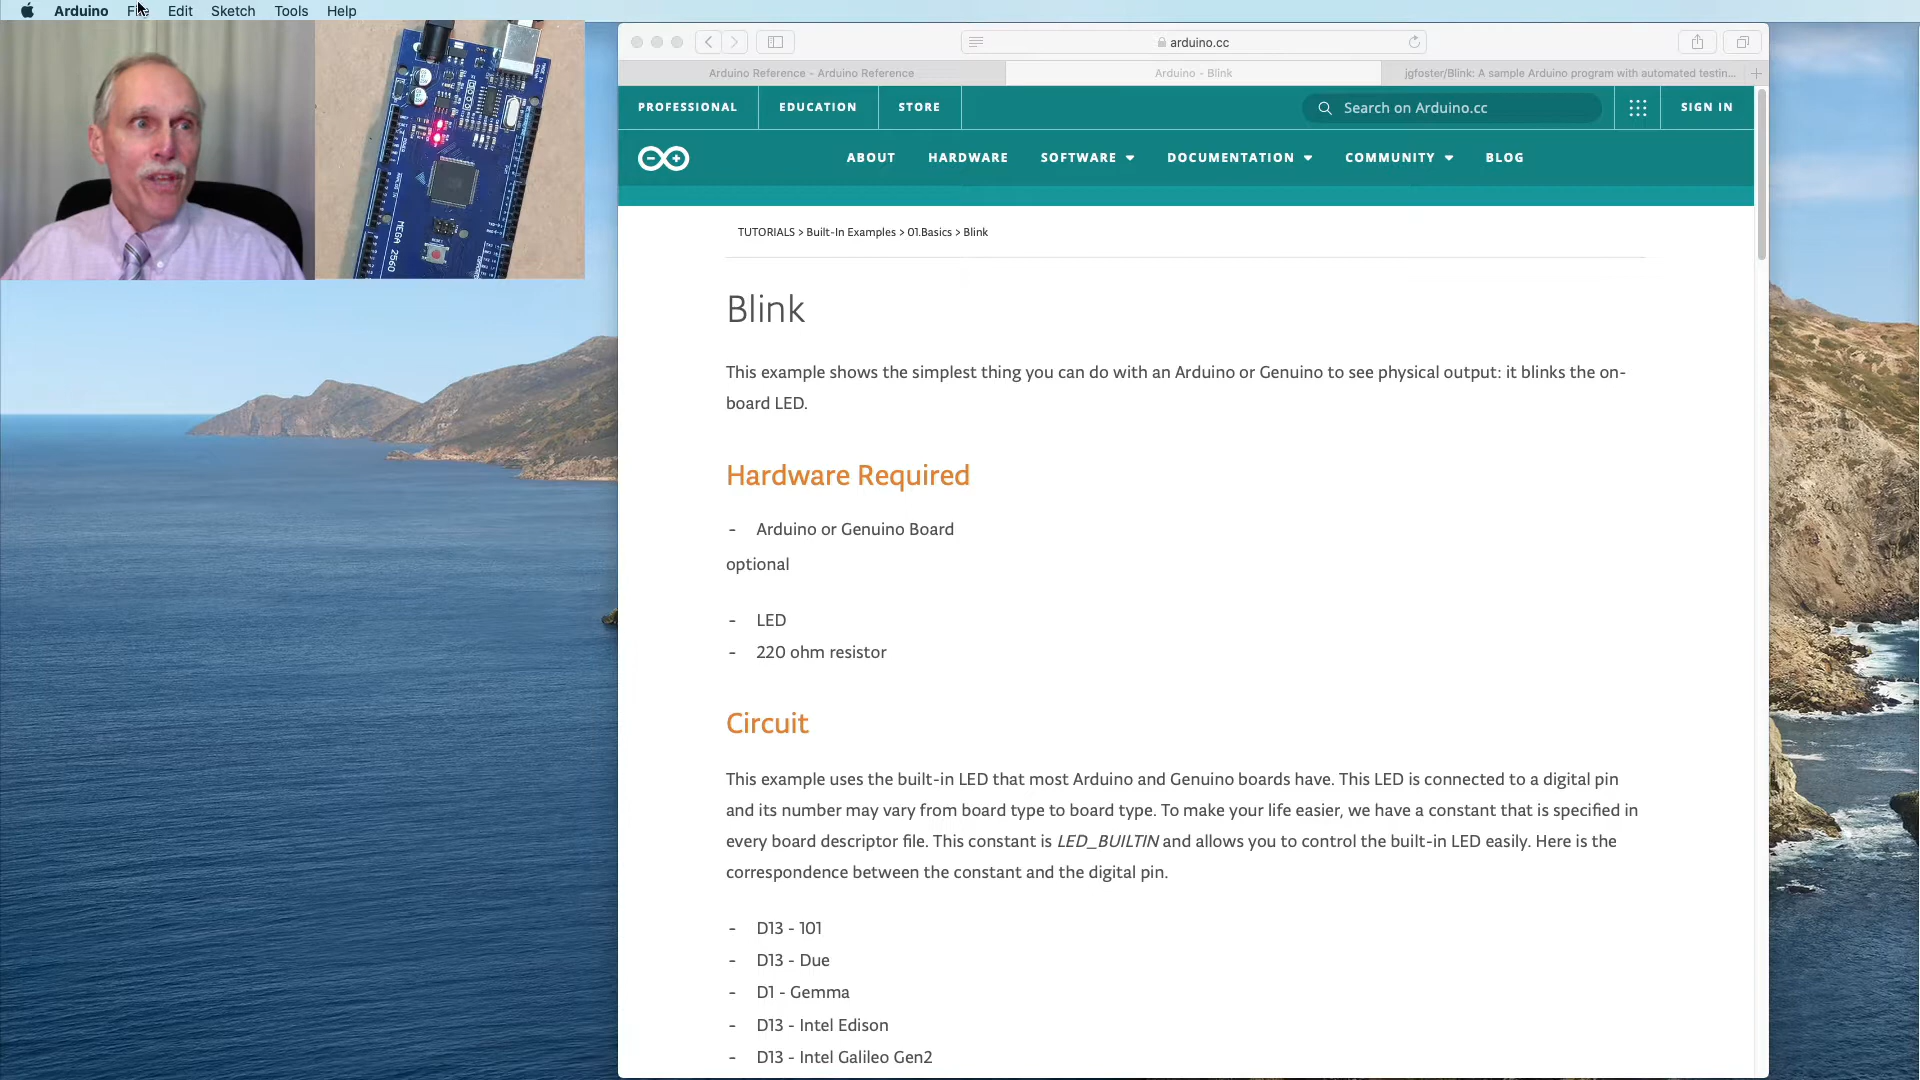 Arduino File Edit Sketch Tools Help
arduino.cc
Arduino Reference - Arduino Reference
Arduino - Blink
jgfoster/Blink: A sample Arduino program with automated testin...
PROFESSIONAL EDUCATION STORE
Search on Arduino.cc
SIGN IN
ABOUT HARDWARE SOFTWARE DOCUMENTATION COMMUNITY BLOG
TUTORIALS > Built-In Examples > 01.Basics > Blink
Blink
This example shows the simplest thing you can do with an Arduino or Genuino to see physical output: it blinks the on-
board LED.
Hardware Required
- Arduino or Genuino Board
optional
- LED
- 220 ohm resistor
Circuit
This example uses the built-in LED that most Arduino and Genuino boards have. This LED is connected to a digital pin
and its number may vary from board type to board type. To make your life easier, we have a constant that is specified in
every board descriptor file. This constant is LED_BUILTIN and allows you to control the built-in LED easily. Here is the
correspondence between the constant and the digital pin.
- D13 - 101
- D13 - Due
- D1 - Gemma
- D13 - Intel Edison
- D13 - Intel Galileo Gen2
MEGA 2560